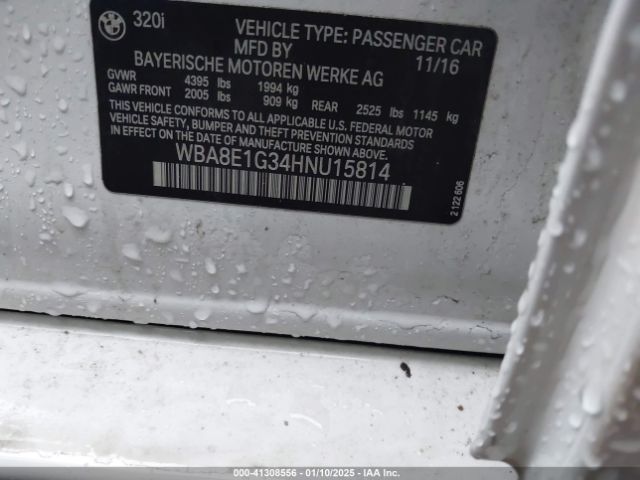 320i
VEHICLE TYPE: PASSENGER CAR
MFD BY 11/16
BAYERISCHE MOTOREN WERKE AG
GVWR 4395 lbs 1994 kg
GAWR FRONT 2005 lbs 909 kg REAR 2525 lbs 1145 kg
THIS VEHICLE CONFORMS TO ALL APPLICABLE U.S. FEDERAL MOTOR
VEHICLE SAFETY, BUMPER AND THEFT PREVENTION STANDARDS
IN EFFECT ON THE DATE OF MANUFACTURE SHOWN ABOVE.
WBA8E1G34HNU15814
2 122 606
000-41308556 — 01/10/2025 — IAA